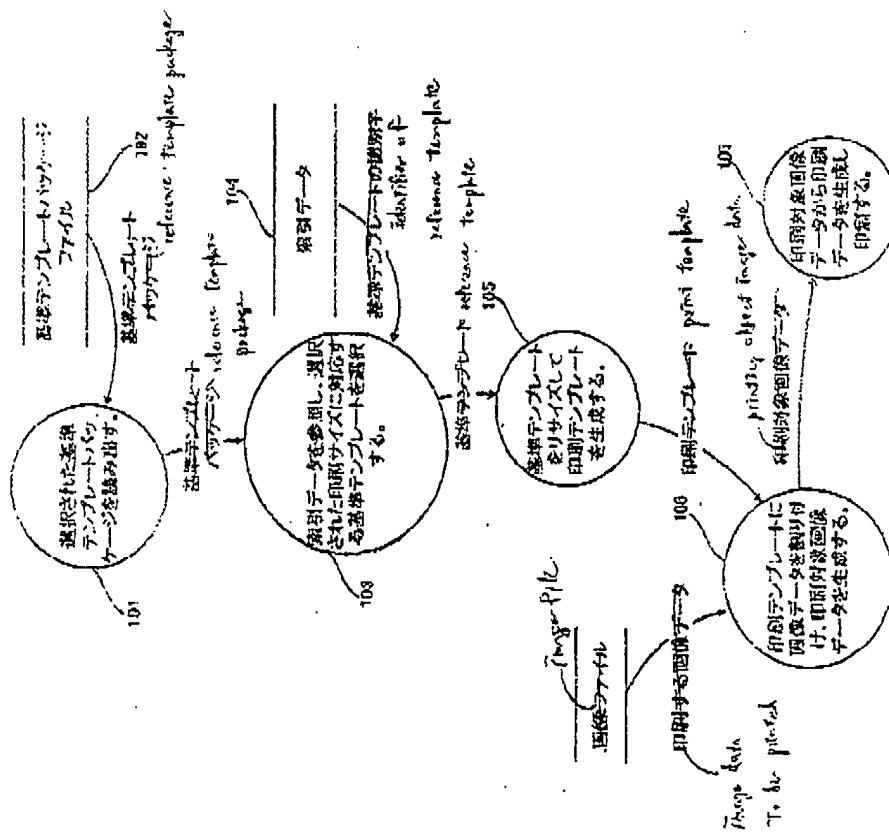 基準テンプレートパッケージ
ファイル
102
基準テンプレート
パッケージ
reference template package
選択された基準
テンプレートパッ
ケージを読み出す。
101
基準テンプレート
パッケージ
reference template
package
104
索引データ
基準テンプレートの識別子
identifier of
reference template
索引データを参照し、選択
された印刷サイズに対応す
る基準テンプレートを選択
する。
103
基準テンプレート reference template
105
基準テンプレート
をリサイズして
印刷テンプレート
を生成する。
印刷テンプレート print template
image file
画像ファイル
印刷する画像データ
image data
to be printed
106
印刷テンプレートに
画像データを割り付
け、印刷対象画像
データを生成する。
印刷対象画像データ
printing object image data
107
印刷対象画像
データから印刷
データを生成し
印刷する。